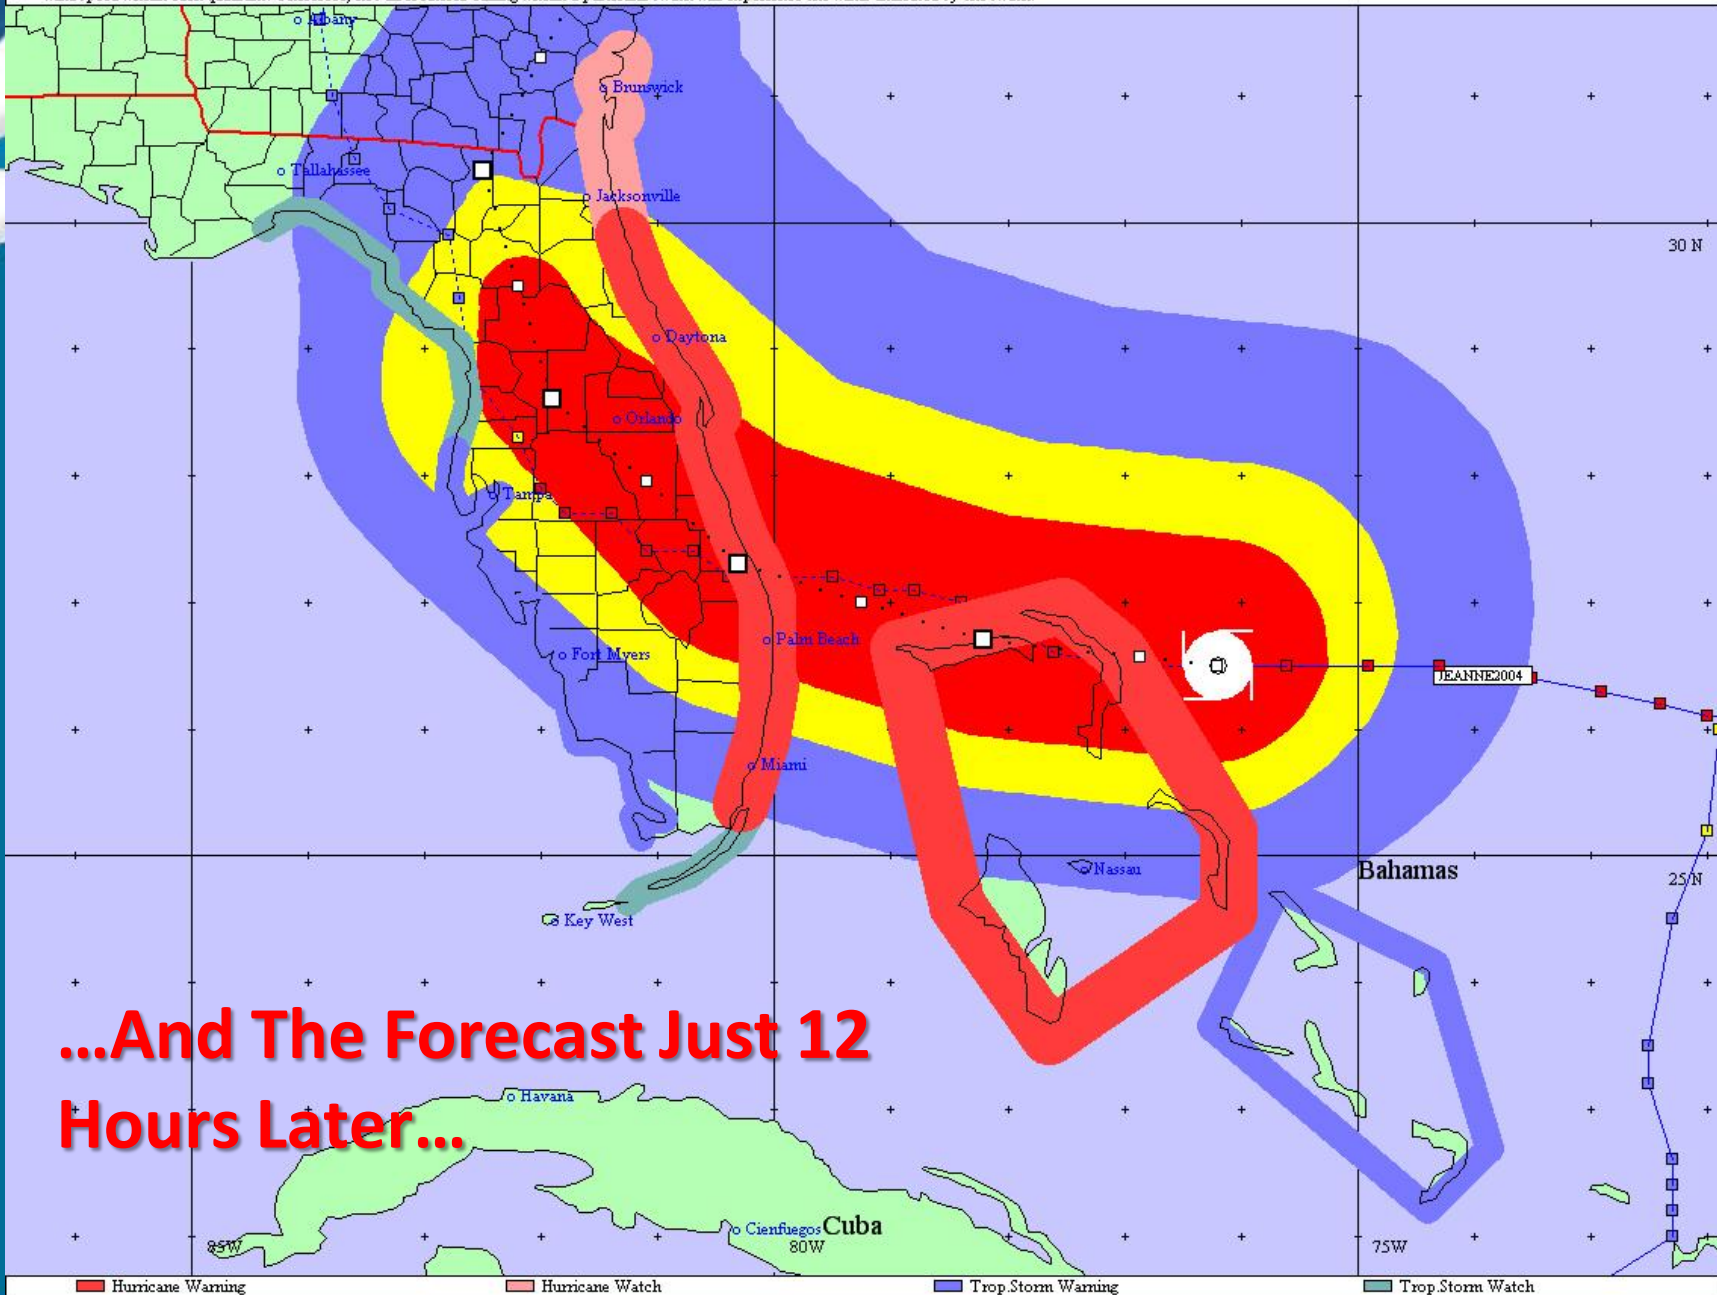 Albany
Brunswick
Tallahassee
Jacksonville
30 N
Daytona
Orlando
Tampa
Palm Beach
Fort Myers
JEANNE2004
Miami
Nassau
Bahamas
25 N
Key West
...And The Forecast Just 12
Hours Later...
Havana
Cienfuegos Cuba
85W
80W
75W
Hurricane Warning
Hurricane Watch
Trop.Storm Warning
Trop.Storm Watch